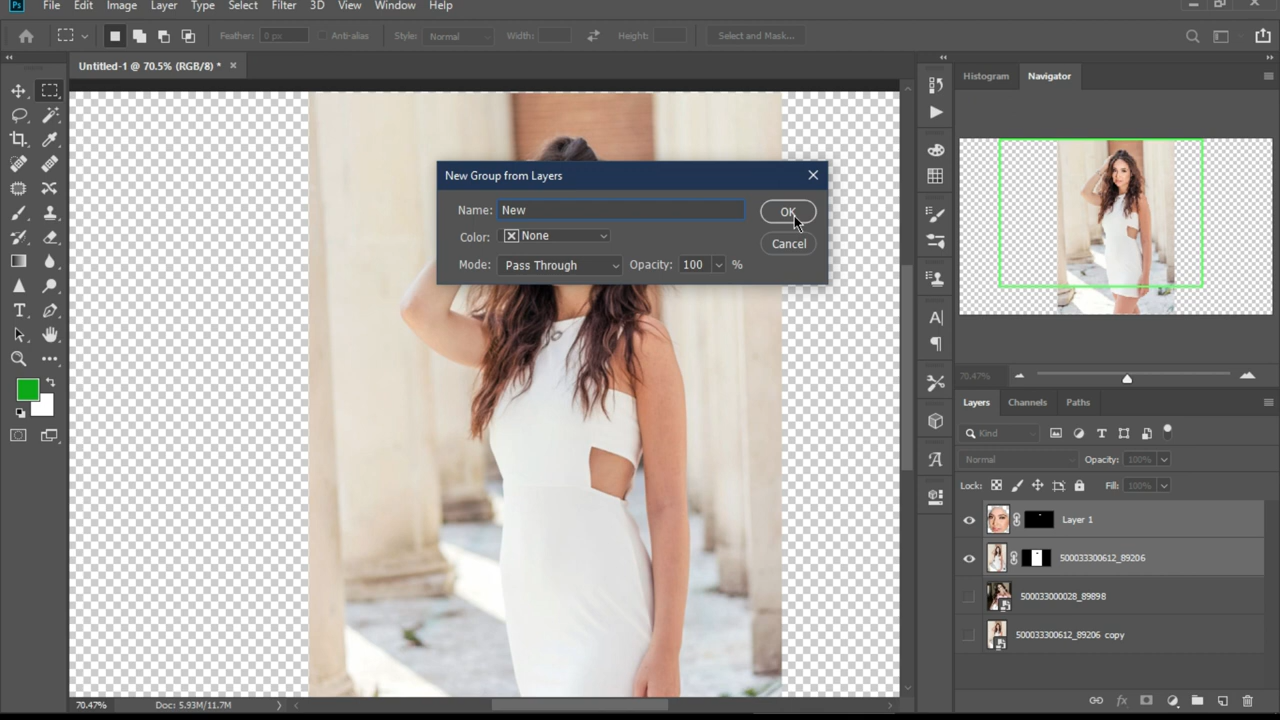 Ps File Edit Image Layer Type Select Filter 3D View Window Help
Feather: 0 px Anti-alias Style: Normal Width: Height: Select and Mask...
Untitled-1 @ 70.5% (RGB/8) * ×
Histogram Navigator
New Group from Layers
Name: New OK
Color: None Cancel
Mode: Pass Through Opacity: 100 %
70.47%
Layers Channels Paths
Kind
Normal Opacity: 100%
Lock: Fill: 100%
Layer 1
500033300612_89206
500033000028_89898
500033300612_89206 copy
70.47% Doc: 5.93M/11.7M